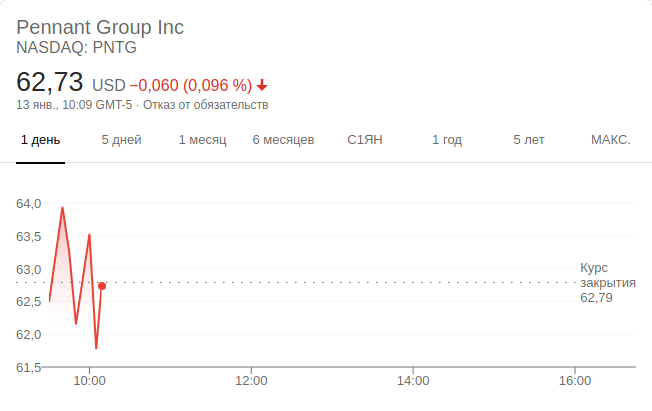 Pennant Group Inc
NASDAQ: PNTG
62,73 USD −0,060 (0,096 %)
13 янв., 10:09 GMT-5 · Отказ от обязательств
1 день 5 дней 1 месяц 6 месяцев С1ЯН 1 год 5 лет МАКС.
64,0
63,5
63,0
62,5
62,0
61,5
Курс
закрытия
62,79
10:00 12:00 14:00 16:00